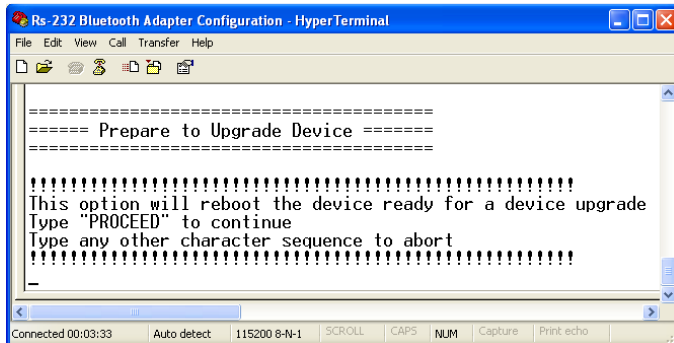 Rs-232 Bluetooth Adapter Configuration - HyperTerminal
File Edit View Call Transfer Help
=======================================
====== Prepare to Upgrade Device =======
=======================================
!!!!!!!!!!!!!!!!!!!!!!!!!!!!!!!!!!!!!!!!!!!!!!!!!!!!!!
This option will reboot the device ready for a device upgrade
Type "PROCEED" to continue
Type any other character sequence to abort
!!!!!!!!!!!!!!!!!!!!!!!!!!!!!!!!!!!!!!!!!!!!!!!!!!!!!!
_
Connected 00:03:33 Auto detect 115200 8-N-1 SCROLL CAPS NUM Capture Print echo